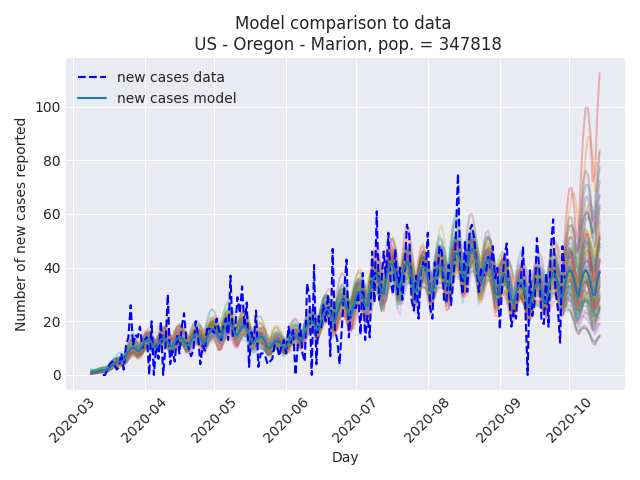 Model comparison to data
US - Oregon - Marion, pop. = 347818
new cases data
new cases model
Number of new cases reported
100
80
60
40
20
0
2020-03
2020-04
2020-05
2020-06
2020-07
2020-08
2020-09
2020-10
Day